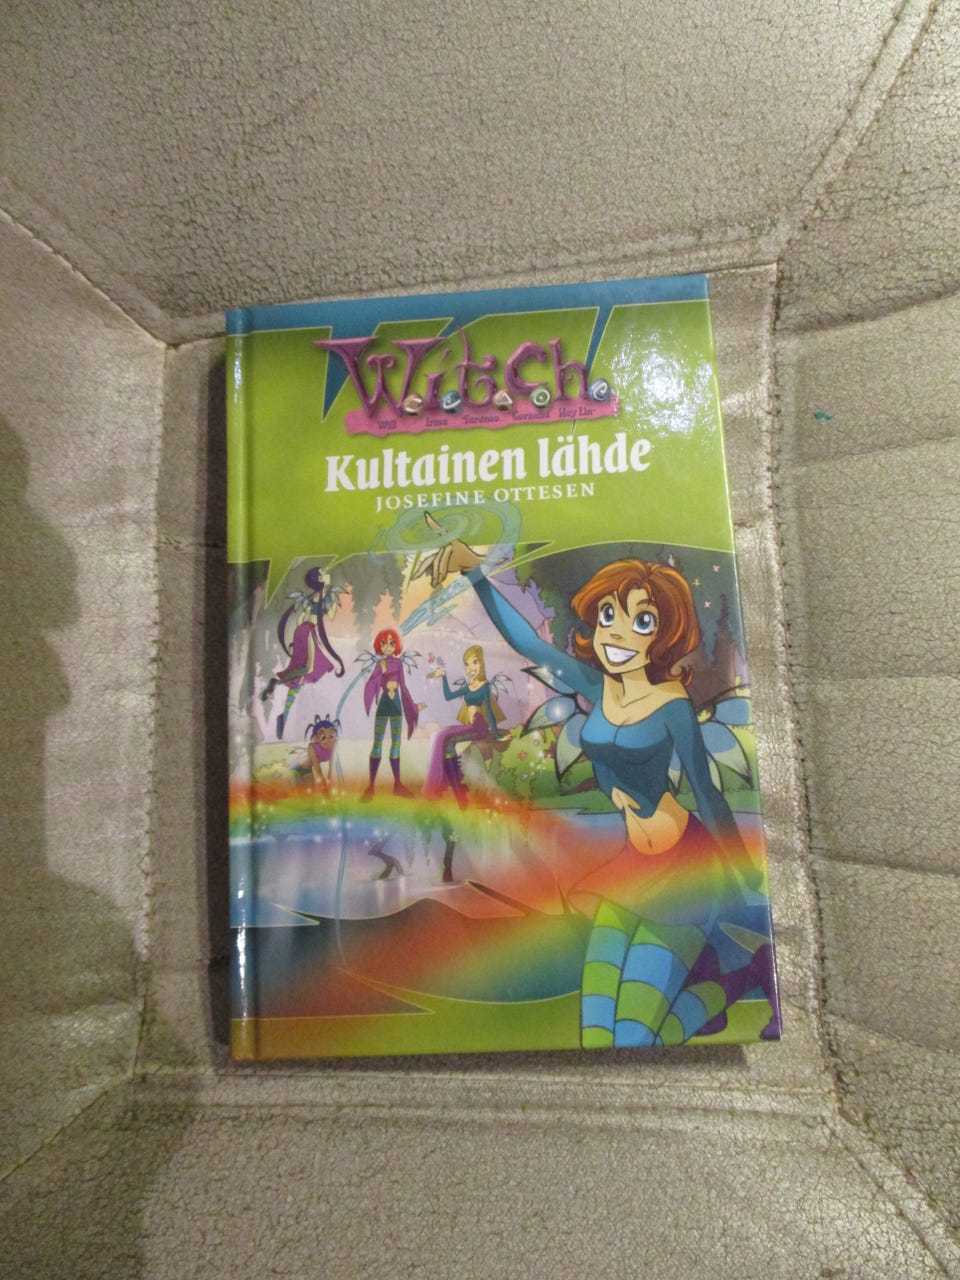 W.i.t.c.h.
Will Irma Taranee Cornelia Hay Lin
Kultainen lähde
JOSEFINE OTTESEN